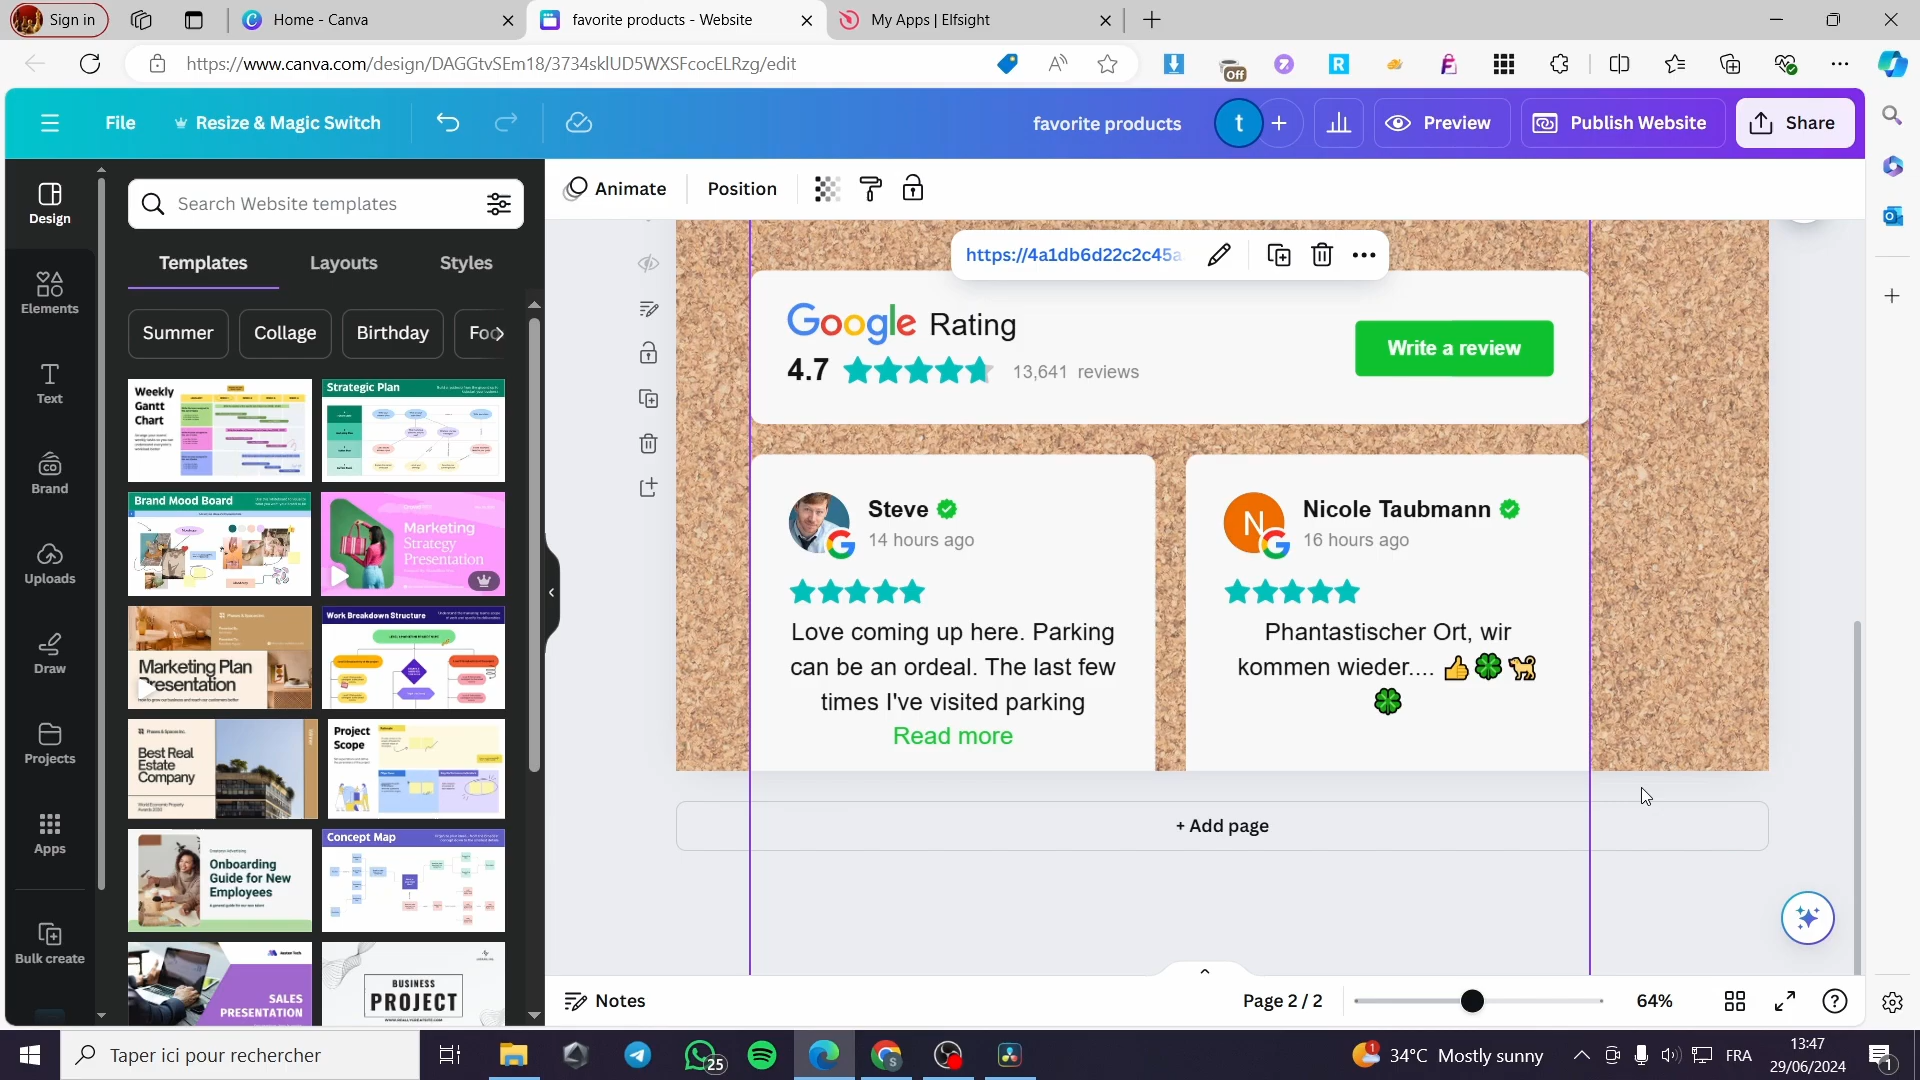 Sign in
Home - Canva
favorite products - Website
My Apps | Elfsight
https://www.canva.com/design/DAGGtvSEm18/3734sklUD5WXSFcocELRzg/edit
Off
File
Resize & Magic Switch
favorite products
t
Preview
Publish Website
Share
Design
Elements
Text
Brand
Uploads
Draw
Projects
Apps
Bulk create
Search Website templates
Templates
Layouts
Styles
Summer
Collage
Birthday
Foo
Weekly
Gantt
Chart
Strategic Plan
Brand Mood Board
Marketing
Strategy
Presentation
Marketing Plan
Presentation
Work Breakdown Structure
Best Real
Estate
Company
Project
Scope
Onboarding
Guide for New
Employees
Concept Map
SALES
PRESENTATION
BUSINESS
PROJECT
Animate
Position
https://4a1db6d22c2c45a
Google Rating
4.7
13,641 reviews
Write a review
Steve
14 hours ago
Love coming up here. Parking
can be an ordeal. The last few
times I've visited parking
Read more
N
Nicole Taubmann
16 hours ago
Phantastischer Ort, wir
kommen wieder.... 👍🍀🐕
🍀
+ Add page
Notes
Page 2 / 2
64%
Taper ici pour rechercher
25
34°C Mostly sunny
FRA
13:47
29/06/2024
1